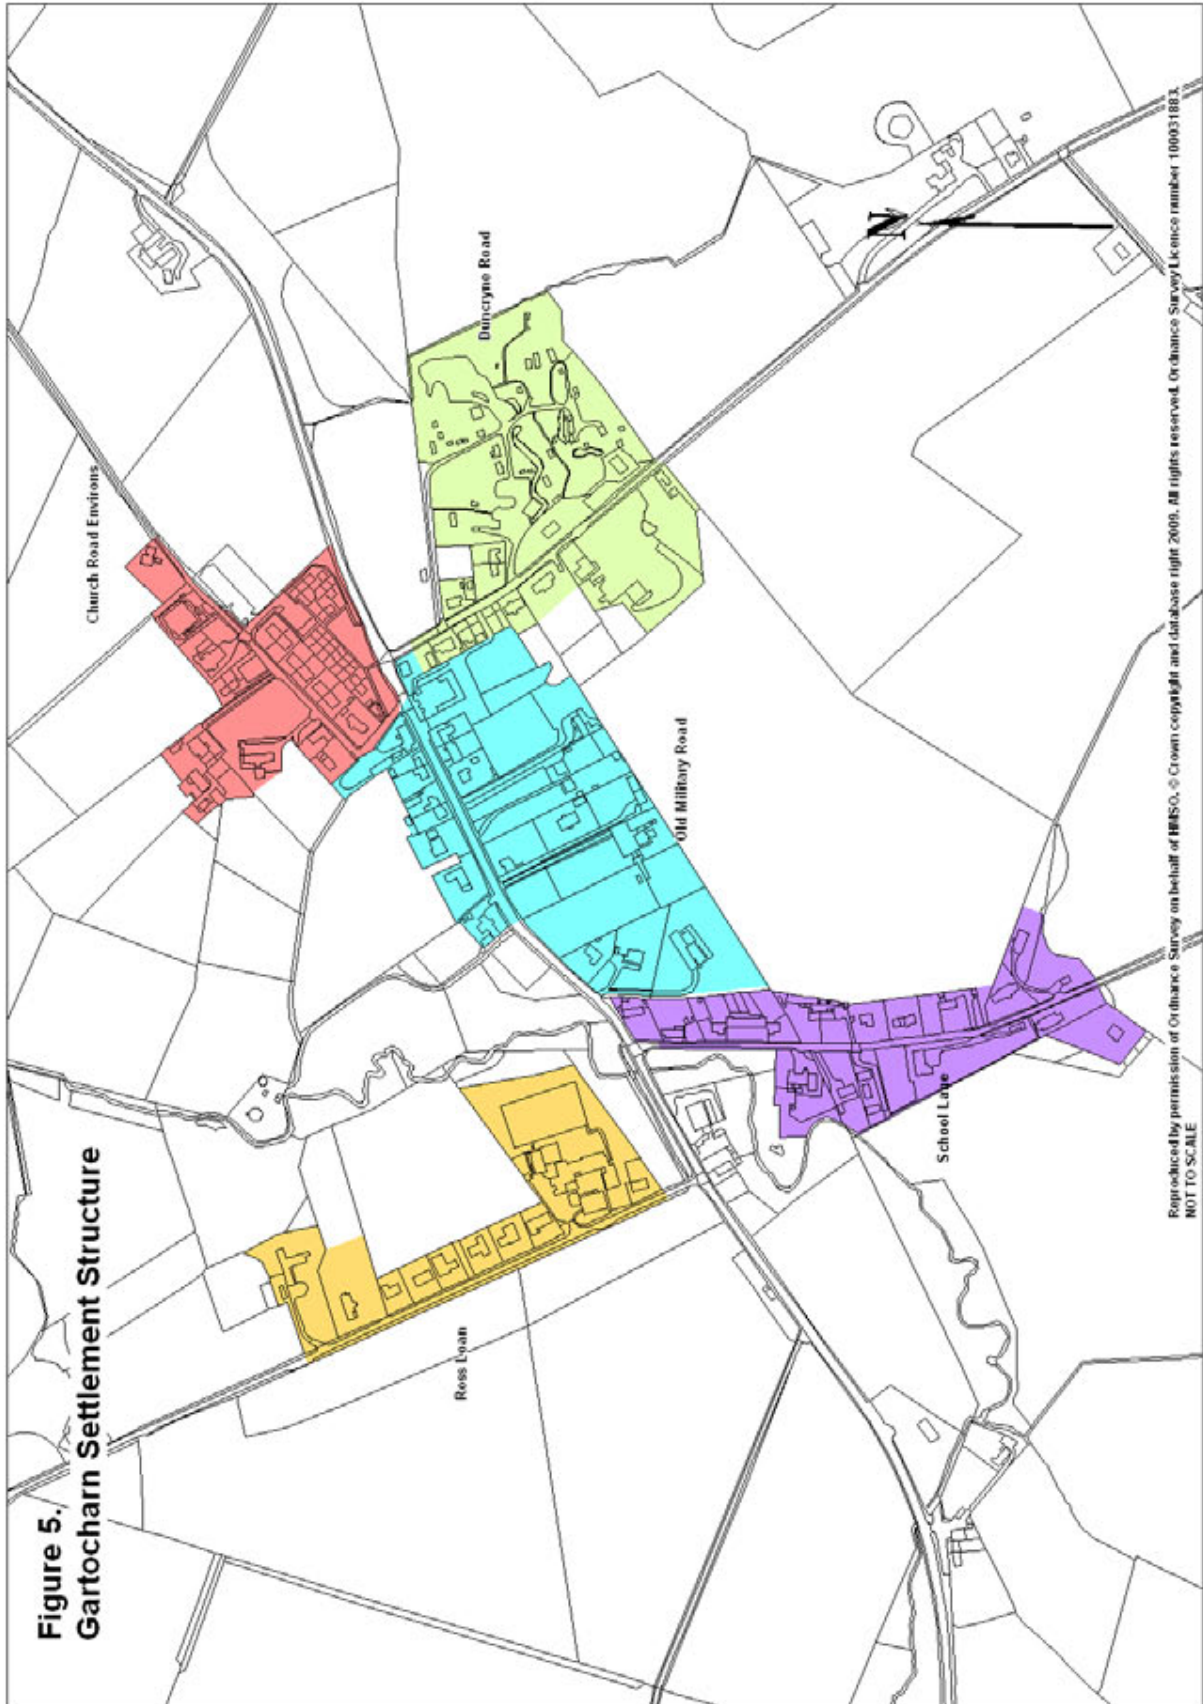 Figure 5.
Gartocharn Settlement Structure
Church Road Environs
Duncryne Road
Ross Loan
Old Military Road
School Lane
N
Reproduced by permission of Ordnance Survey on behalf of HMSO. © Crown copyright and database right 2009. All rights reserved. Ordnance Survey Licence number 100031883.
NOT TO SCALE